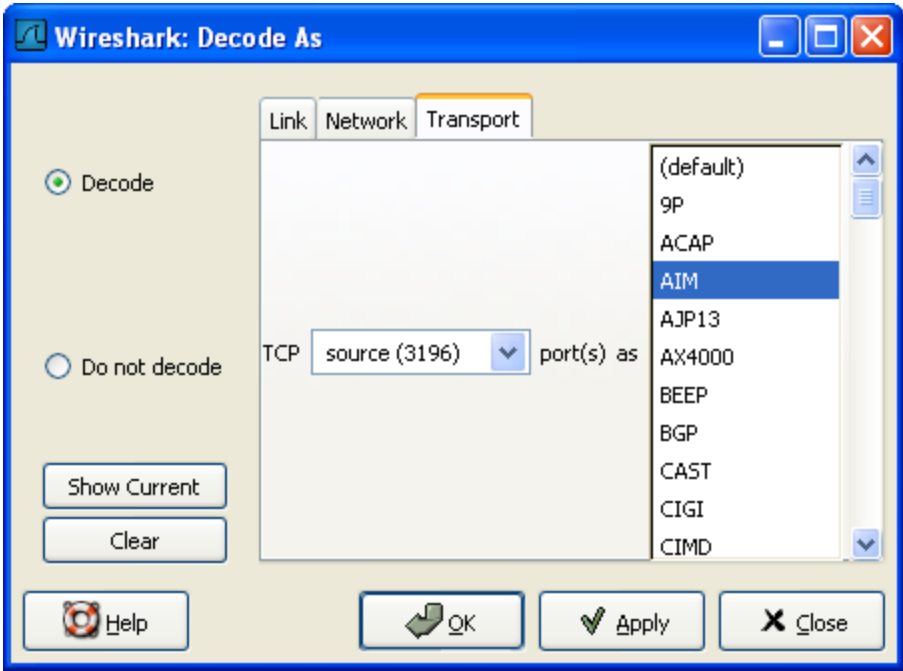 Wireshark: Decode As
Link Network Transport
Decode
Do not decode
Show Current
Clear
TCP source (3196) port(s) as
(default)
9P
ACAP
AIM
AJP13
AX4000
BEEP
BGP
CAST
CIGI
CIMD
Help OK Apply Close